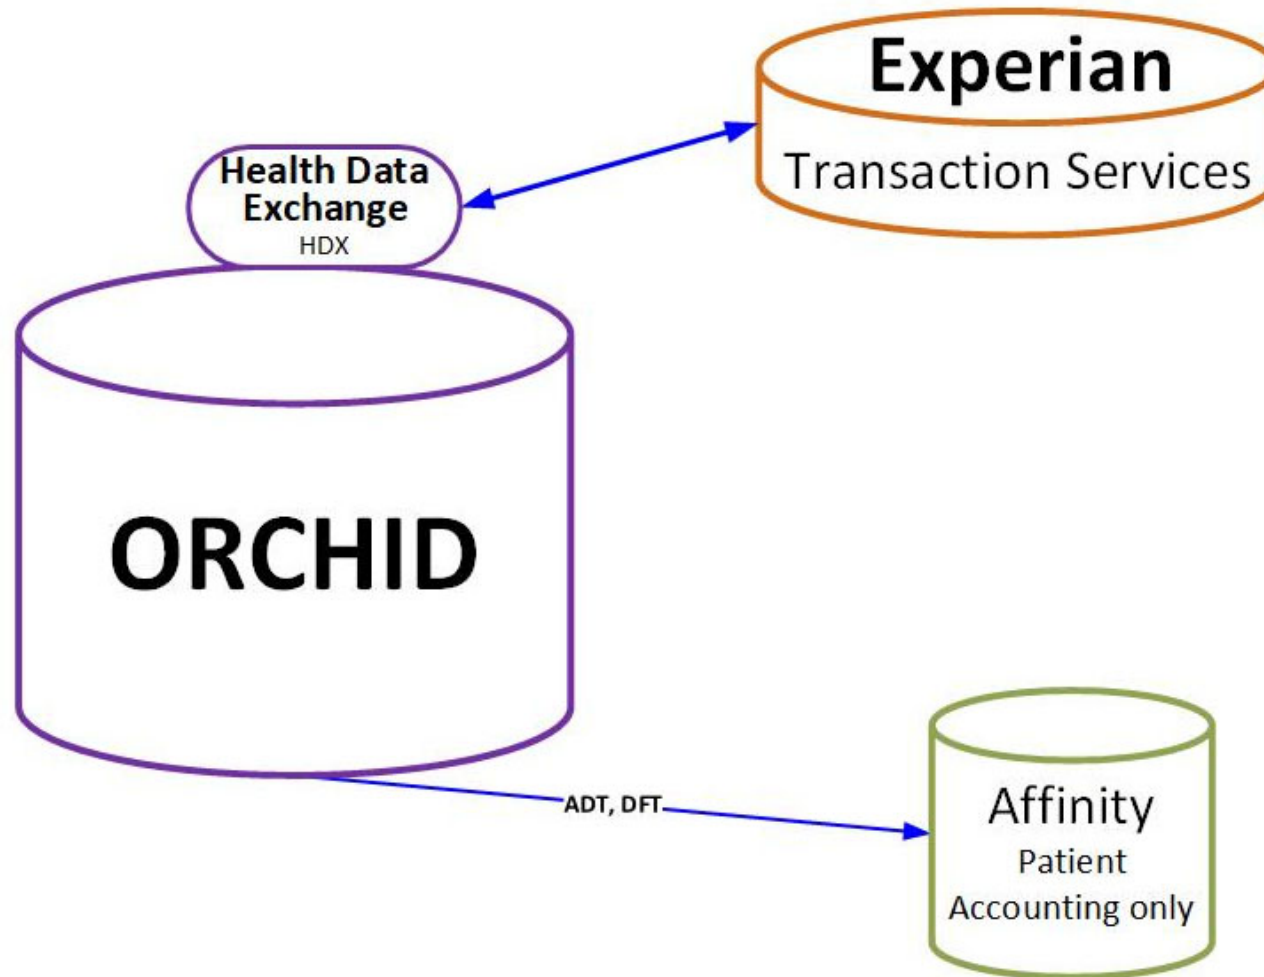 Experian
Transaction Services
Health Data
Exchange
HDX
ORCHID
ADT, DFT
Affinity
Patient
Accounting only